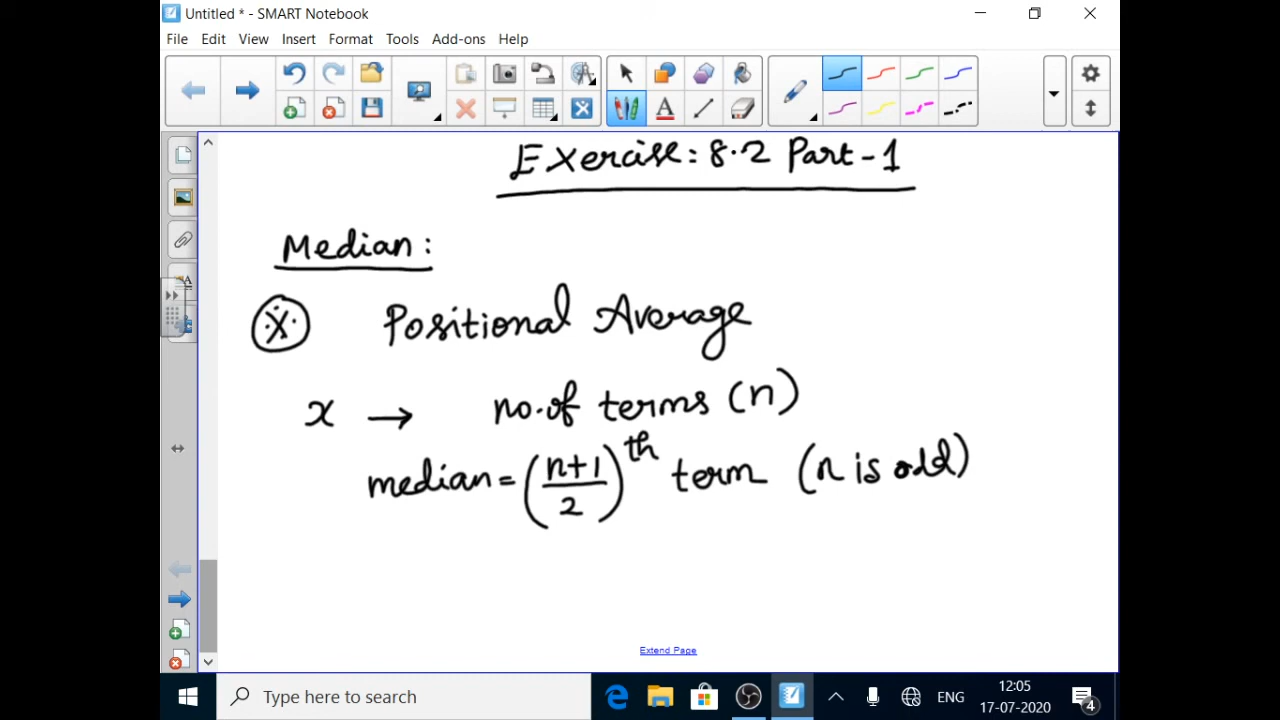 Untitled * - SMART Notebook
File Edit View Insert Format Tools Add-ons Help
Exercise: 8.2 Part-1
Median:
Positional Average
x → no. of terms (n)
median = (n+1/2)th term (n is odd)
Extend Page
Type here to search
ENG
12:05
17-07-2020
4